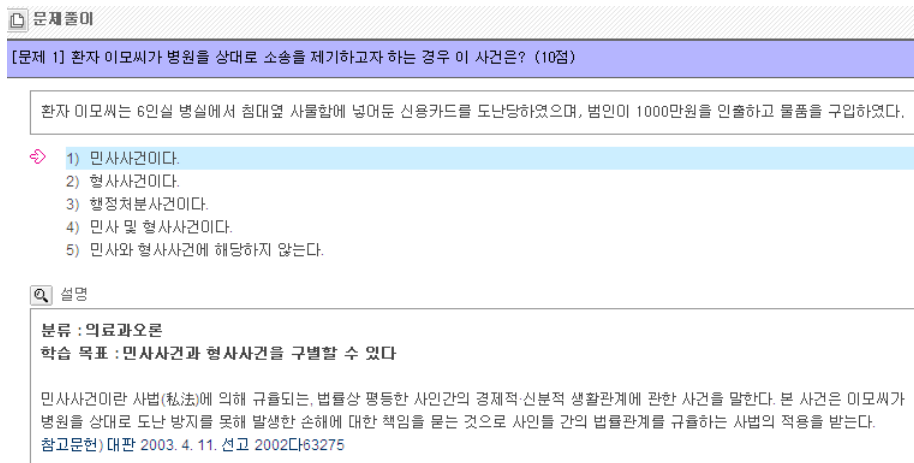 문제풀이
[문제 1] 환자 이모씨가 병원을 상대로 소송을 제기하고자 하는 경우 이 사건은? (10점)
환자 이모씨는 6인실 병실에서 침대옆 사물함에 넣어둔 신용카드를 도난당하였으며, 범인이 1000만원을 인출하고 물품을 구입하였다.
1) 민사사건이다.
2) 형사사건이다.
3) 행정처분사건이다.
4) 민사 및 형사사건이다.
5) 민사와 형사사건에 해당하지 않는다.
설명
분류 : 의료과오론
학습 목표 : 민사사건과 형사사건을 구별할 수 있다
민사사건이란 사법(私法)에 의해 규율되는, 법률상 평등한 사인간의 경제적·신분적 생활관계에 관한 사건을 말한다. 본 사건은 이모씨가
병원을 상대로 도난 방지를 못해 발생한 손해에 대한 책임을 묻는 것으로 사인들 간의 법률관계를 규율하는 사법의 적용을 받는다.
참고문헌) 대판 2003. 4. 11. 선고 2002다63275